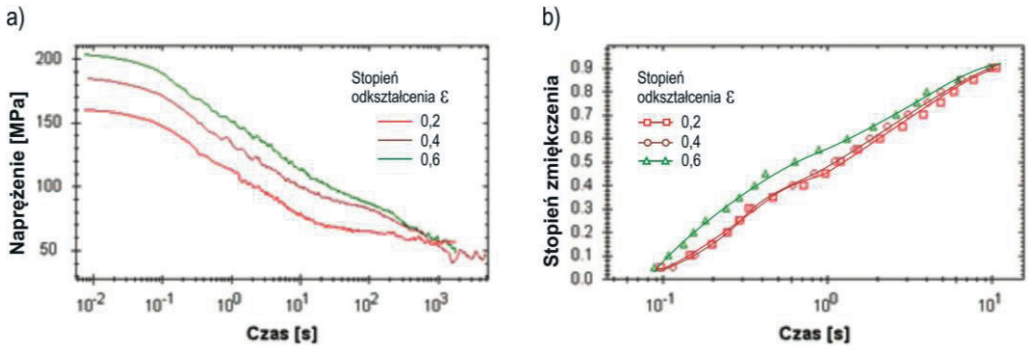 a)
Naprężenie [MPa]
200
150
100
50
Stopień
odkształcenia ε
0,2
0,4
0,6
10⁻²
10⁻¹
10⁰
10¹
10²
10³
Czas [s]
b)
Stopień zmiękczenia
0.9
0.8
0.7
0.6
0.5
0.4
0.3
0.2
0.1
0.0
Stopień
odkształcenia ε
0,2
0,4
0,6
10⁻¹
10⁰
10¹
Czas [s]